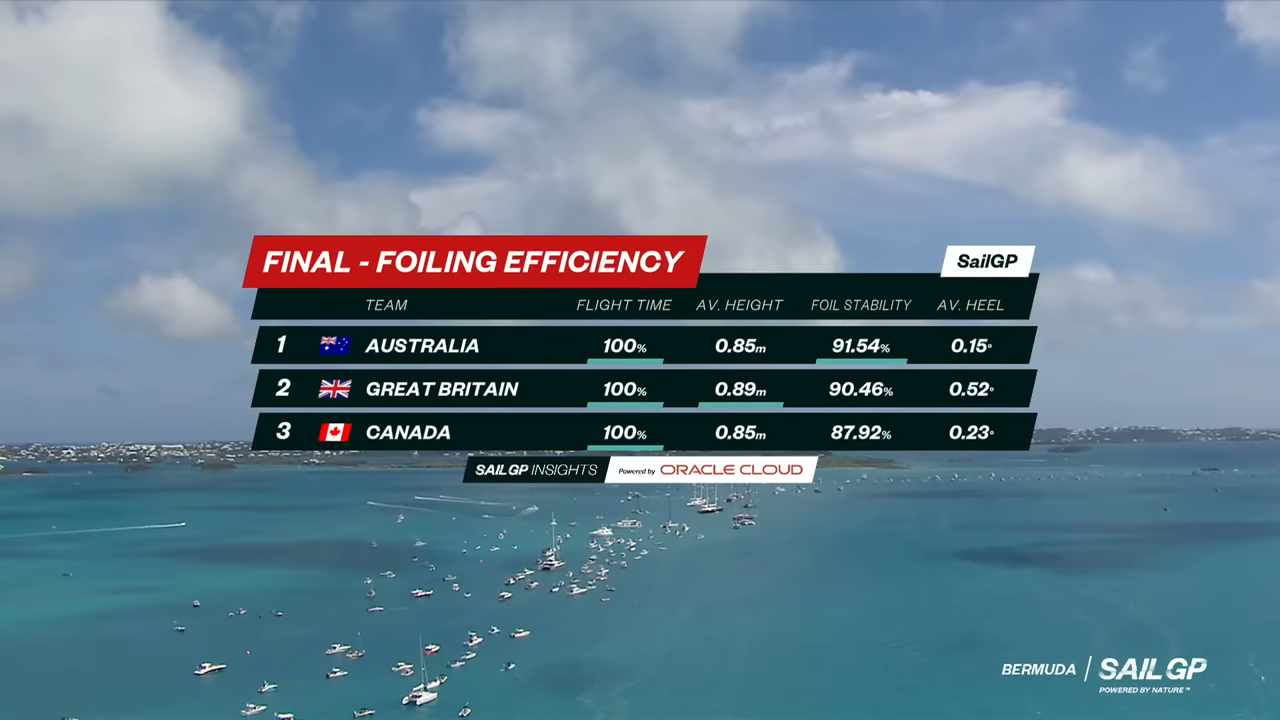 FINAL - FOILING EFFICIENCY
SailGP
TEAM FLIGHT TIME AV. HEIGHT FOIL STABILITY AV. HEEL
1 AUSTRALIA 100% 0.85m 91.54% 0.15°
2 GREAT BRITAIN 100% 0.89m 90.46% 0.52°
3 CANADA 100% 0.85m 87.92% 0.23°
SAIL GP INSIGHTS Powered by ORACLE CLOUD
BERMUDA SAIL GP
POWERED BY NATURE™